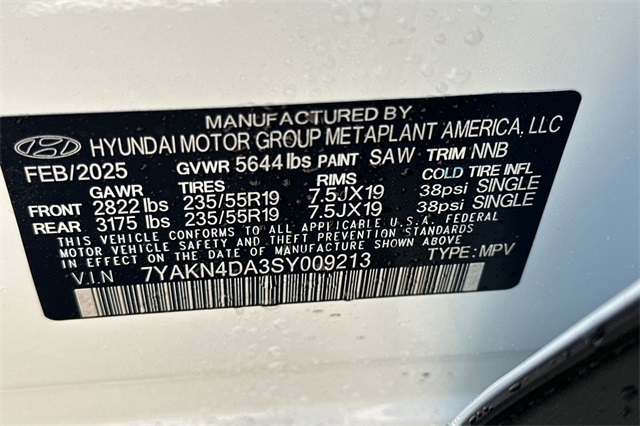 MANUFACTURED BY
HYUNDAI MOTOR GROUP METAPLANT AMERICA, LLC
FEB/2025 GVWR 5644 lbs PAINT SAW TRIM NNB
GAWR TIRES RIMS COLD TIRE INFL
FRONT 2822 lbs 235/55R19 7.5JX19 38psi SINGLE
REAR 3175 lbs 235/55R19 7.5JX19 38psi SINGLE
THIS VEHICLE CONFORMS TO ALL APPLICABLE U.S.A. FEDERAL
MOTOR VEHICLE SAFETY AND THEFT PREVENTION STANDARDS
IN EFFECT ON THE DATE OF MANUFACTURE SHOWN ABOVE.
VIN 7YAKN4DA3SY009213 TYPE: MPV